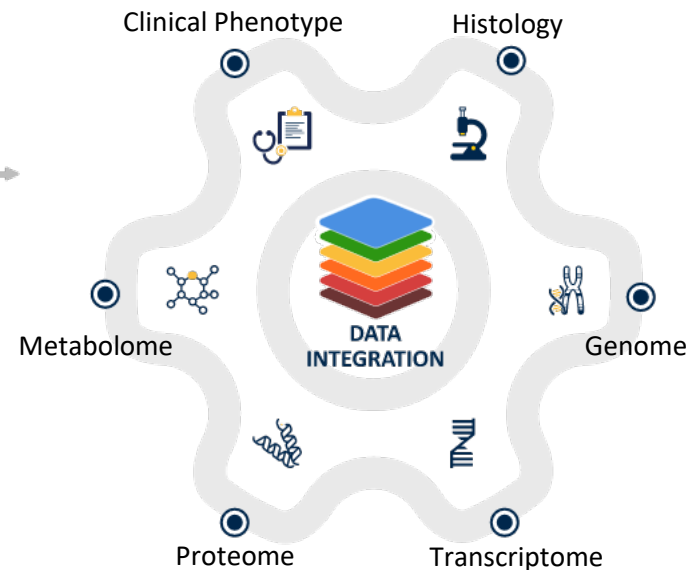 Clinical Phenotype
Histology
DATA
INTEGRATION
Metabolome
Genome
Proteome
Transcriptome